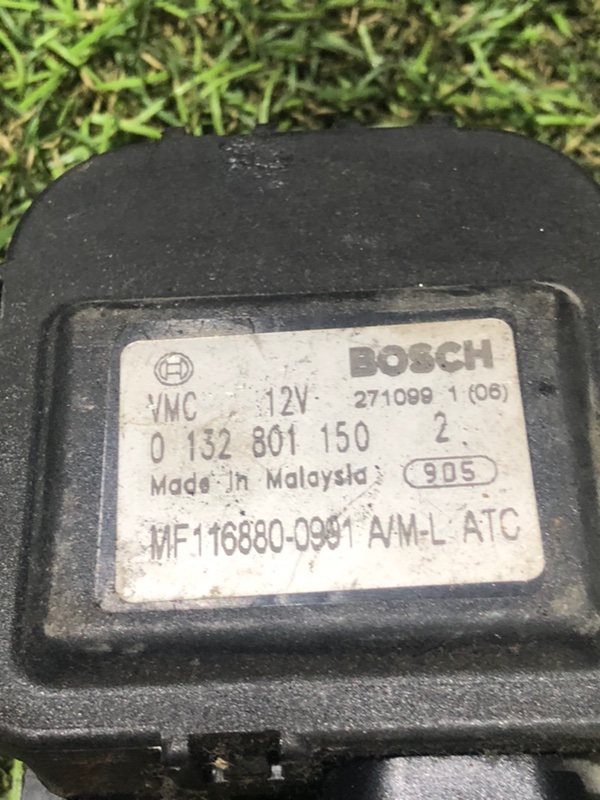 BOSCH
VMC 12V 271099 1 (06)
0 132 801 150 2
Made in Malaysia 905
MF116880-0991 A/M-L ATC